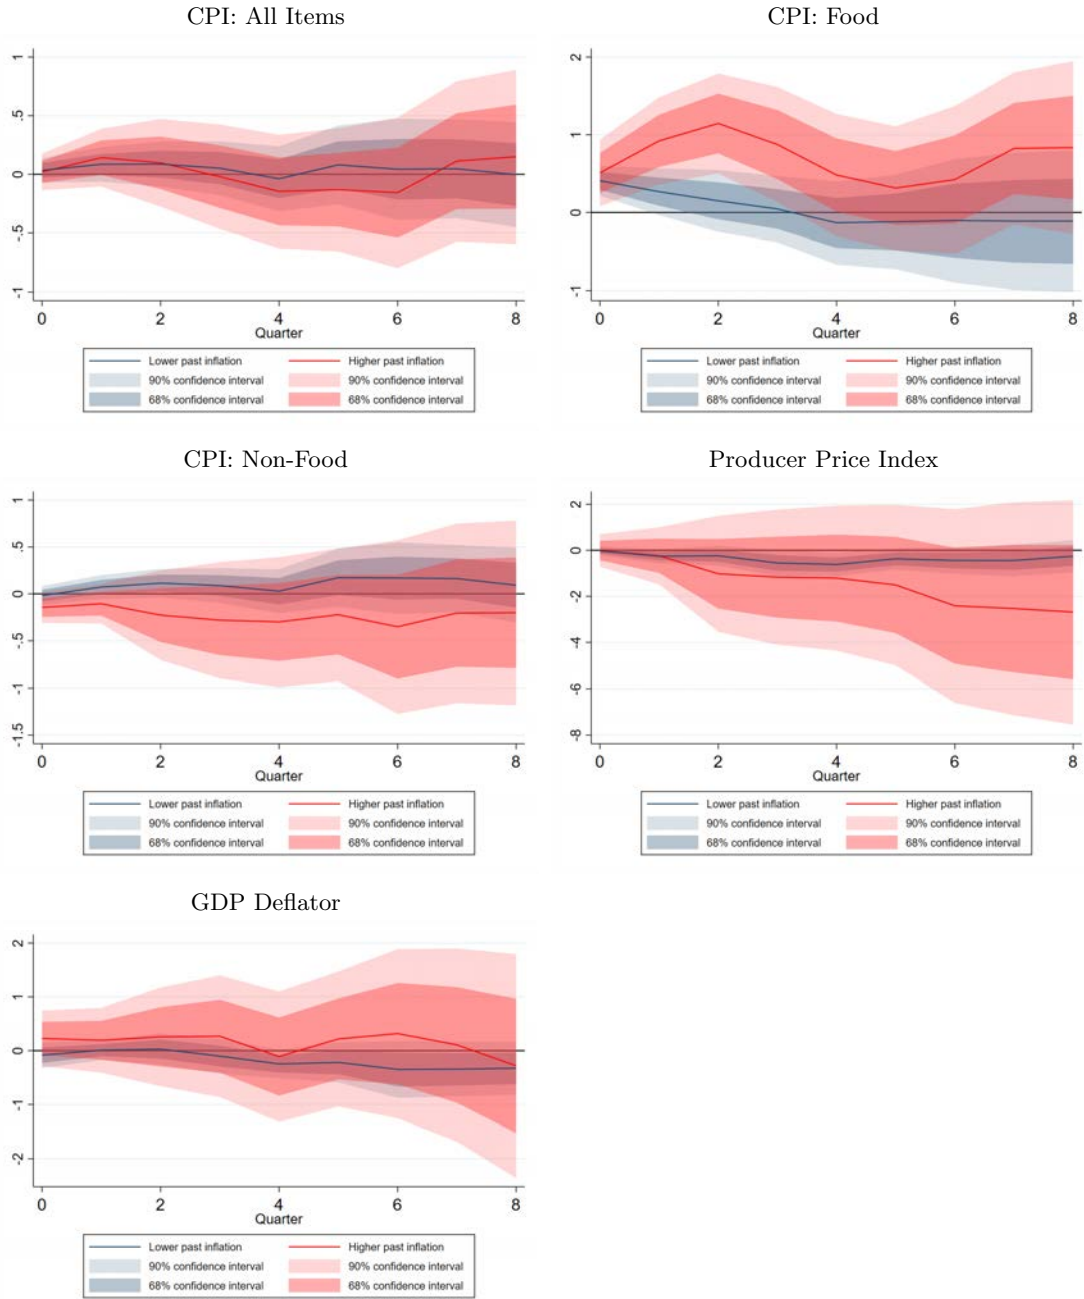 CPI: All Items
1
.5
0
-.5
-1
0 2 4 6 8
Quarter
Lower past inflation Higher past inflation
90% confidence interval 90% confidence interval
68% confidence interval 68% confidence interval
CPI: Food
2
1
0
-1
0 2 4 6 8
Quarter
Lower past inflation Higher past inflation
90% confidence interval 90% confidence interval
68% confidence interval 68% confidence interval
CPI: Non-Food
1
.5
0
-.5
-1
-1.5
0 2 4 6 8
Quarter
Lower past inflation Higher past inflation
90% confidence interval 90% confidence interval
68% confidence interval 68% confidence interval
Producer Price Index
2
0
-2
-4
-6
-8
0 2 4 6 8
Quarter
Lower past inflation Higher past inflation
90% confidence interval 90% confidence interval
68% confidence interval 68% confidence interval
GDP Deflator
2
1
0
-1
-2
0 2 4 6 8
Quarter
Lower past inflation Higher past inflation
90% confidence interval 90% confidence interval
68% confidence interval 68% confidence interval